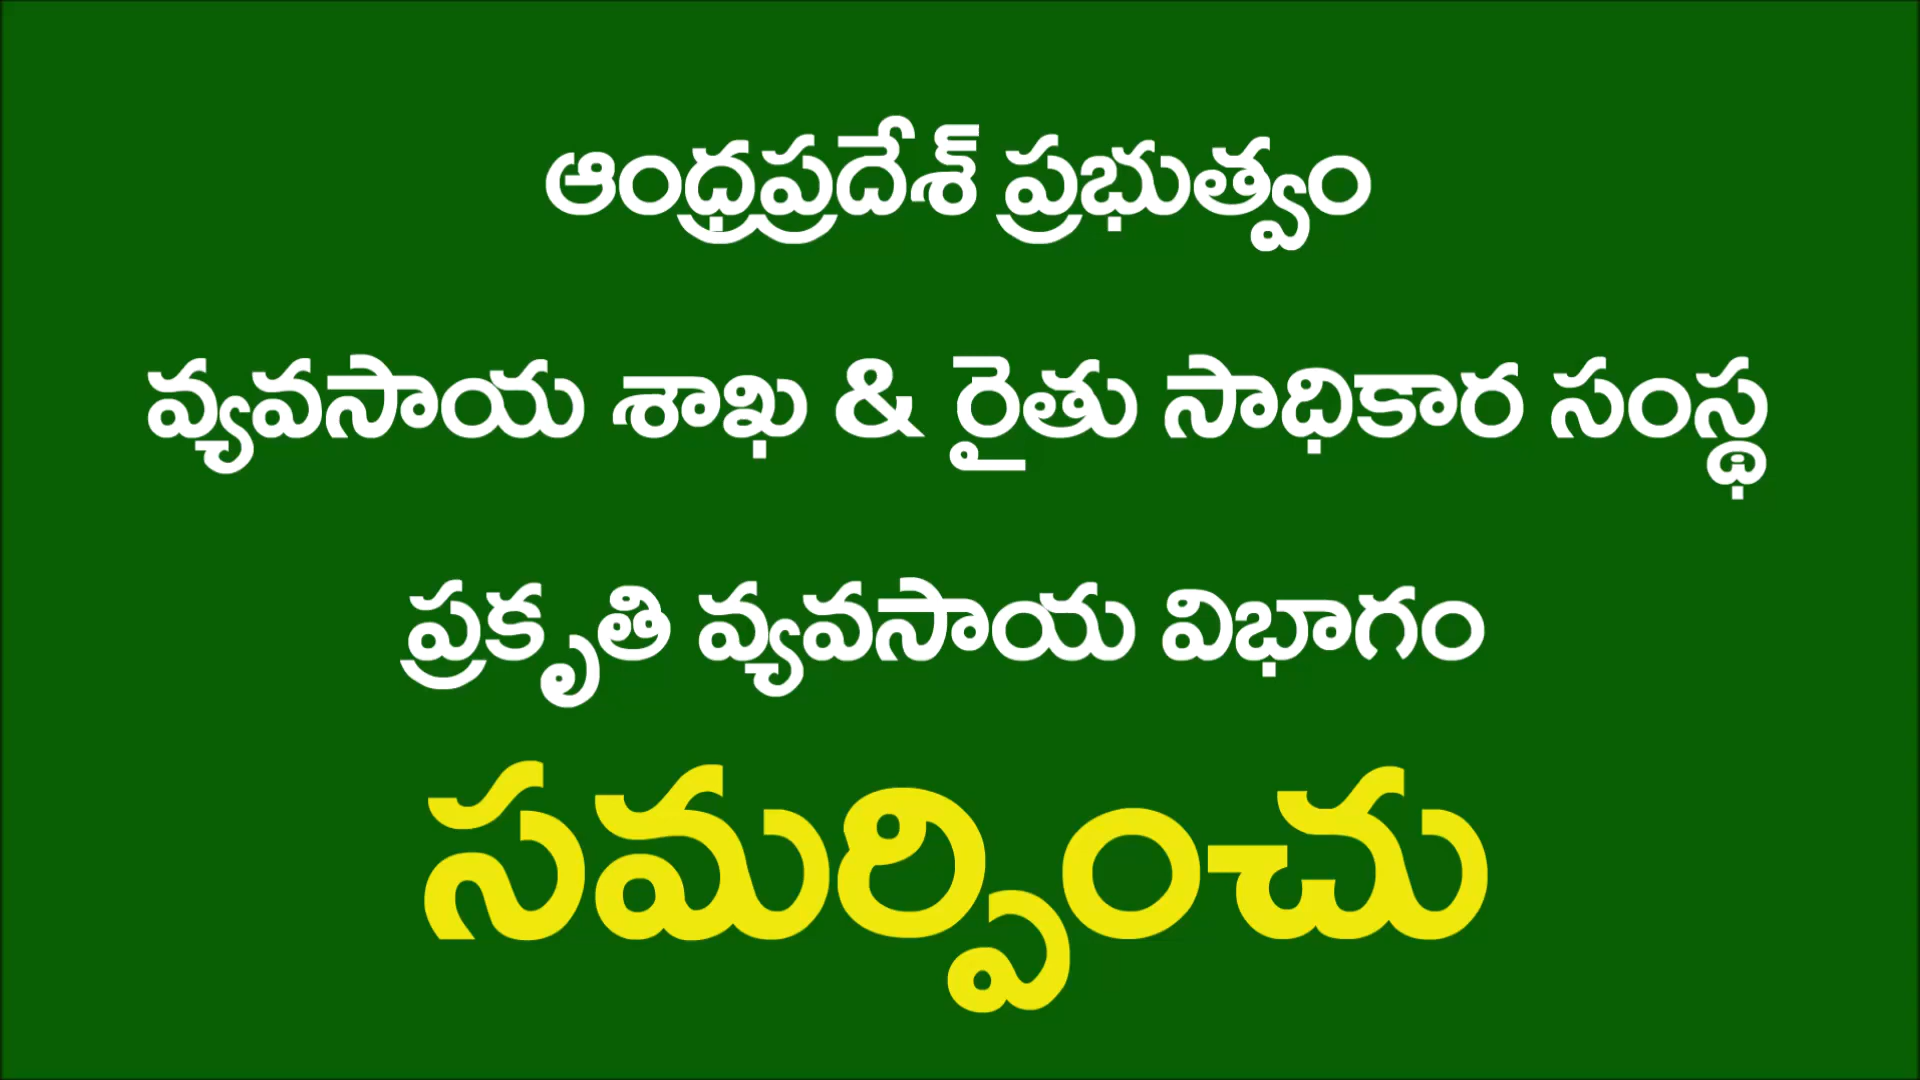 ఆంధ్రప్రదేశ్ ప్రభుత్వం
వ్యవసాయ శాఖ & రైతు సాధికార సంస్థ
ప్రకృతి వ్యవసాయ విభాగం
సమర్పించు